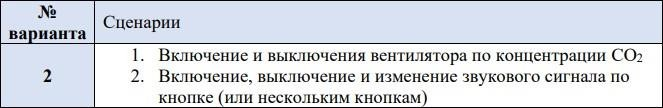 №
варианта
Сценарии
2
1. Включение и выключения вентилятора по концентрации CO₂
2. Включение, выключение и изменение звукового сигнала по
кнопке (или нескольким кнопкам)